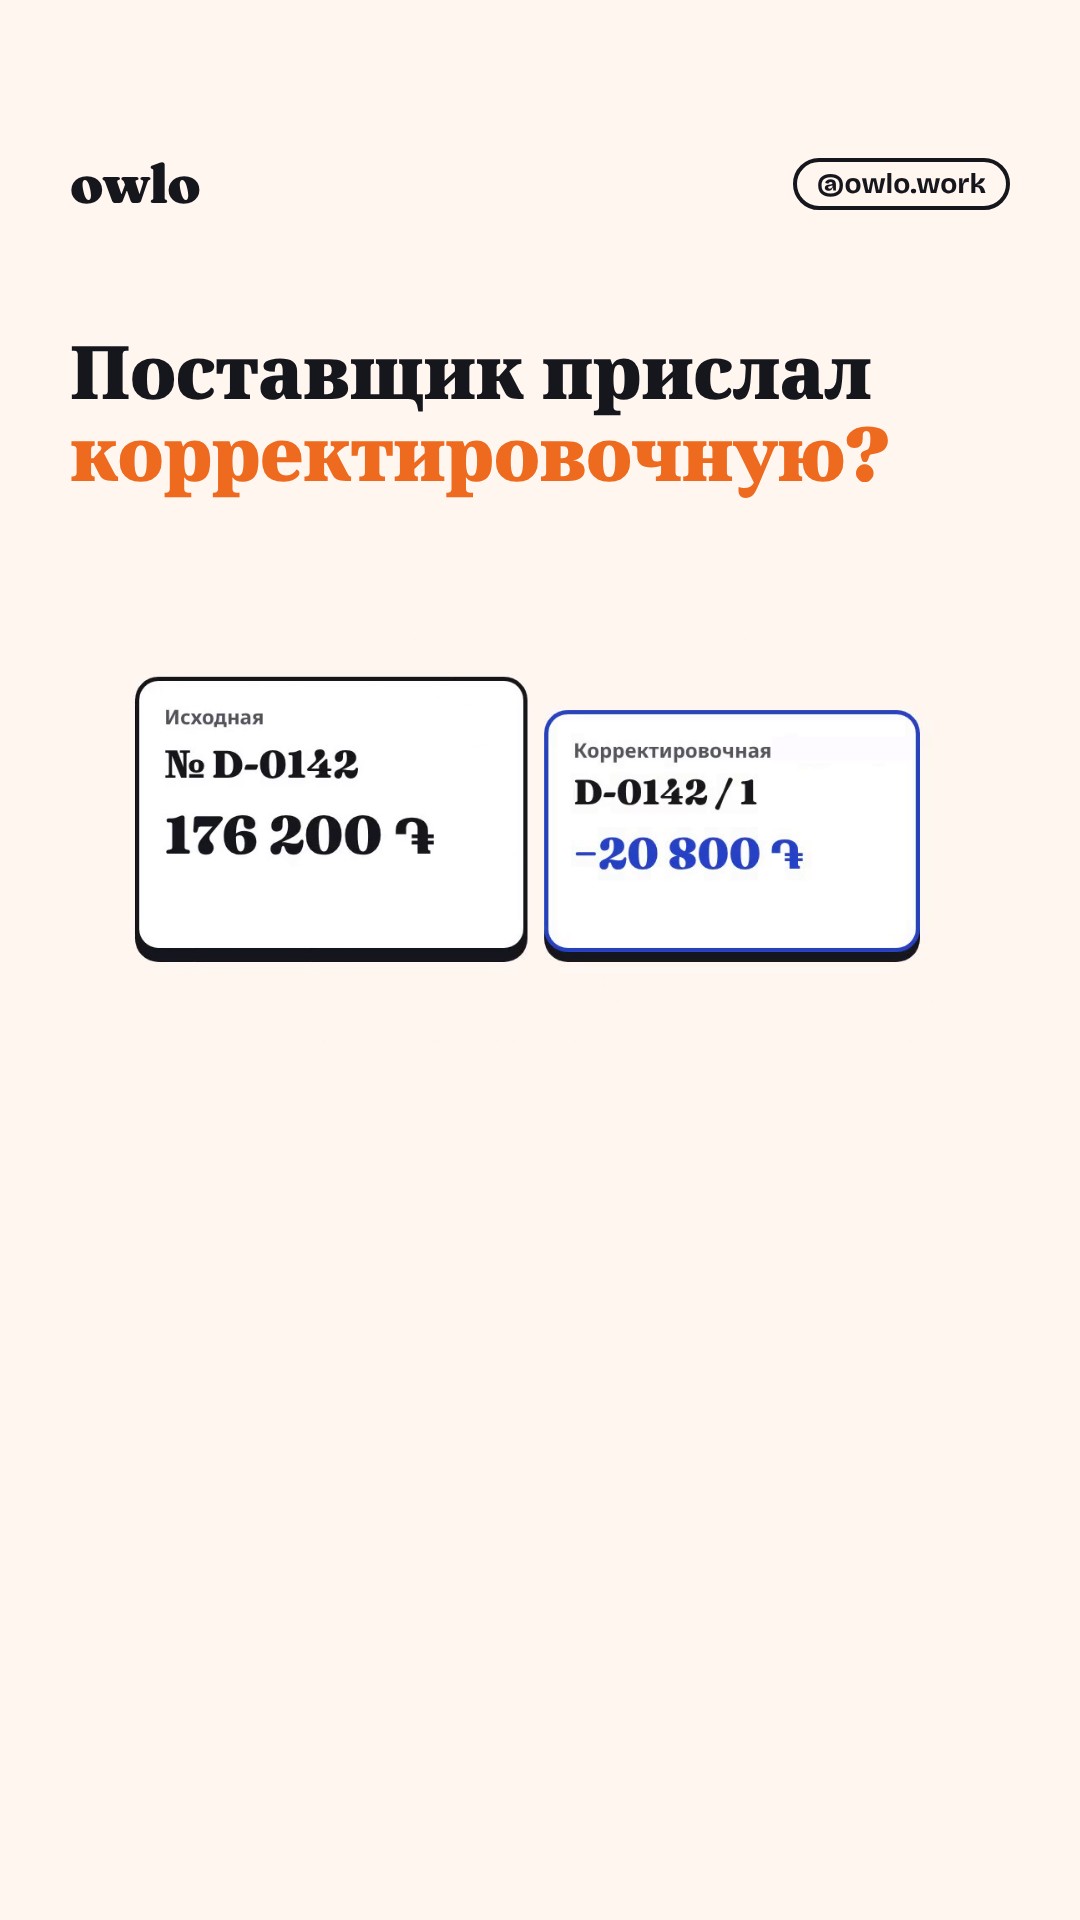 owlo
@owlo.work
Поставщик прислал
корректировочную?
Исходная
№ D-0142
176 200 ֏
Корректировочная
D-0142 / 1
−20 800 ֏